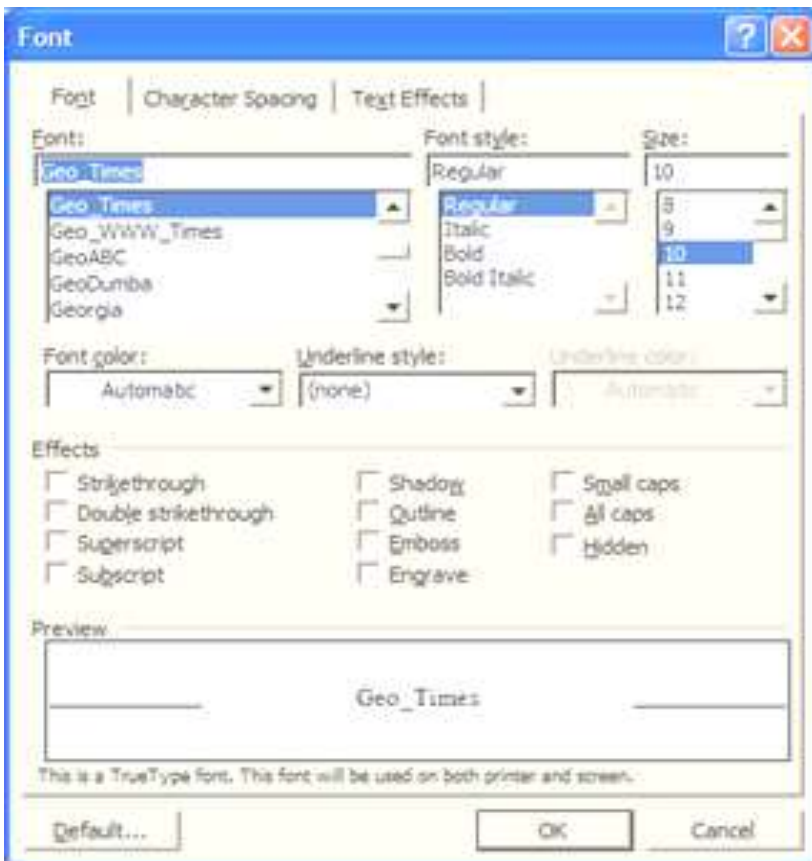 Font
Font Character Spacing Text Effects
Font: Font style: Size:
Geo_Times Regular 10
Geo_Times Regular 8
Geo_WWW_Times Italic 9
GeoABC Bold 10
GeoDumba Bold Italic 11
Georgia 12
Font color: Underline style: Underline color:
Automatic (none) Automatic
Effects
Strikethrough Shadow Small caps
Double strikethrough Outline All caps
Superscript Emboss Hidden
Subscript Engrave
Preview
Geo_Times
This is a TrueType font. This font will be used on both printer and screen.
Default... OK Cancel